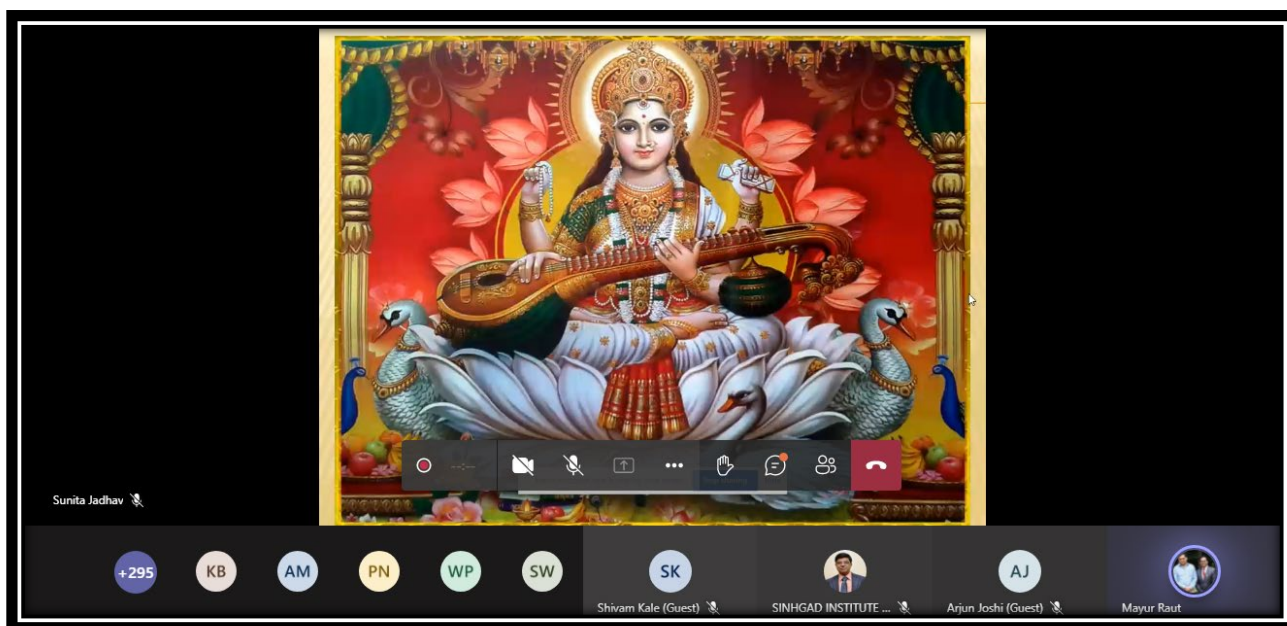 Sunita Jadhav
+295
KB
AM
PN
WP
SW
SK
AJ
Shivam Kale (Guest)
SINHGAD INSTITUTE ...
Arjun Joshi (Guest)
Mayur Raut